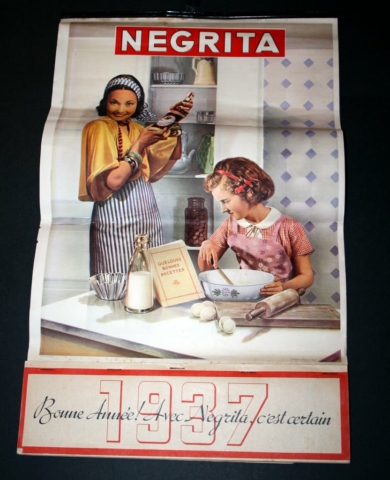 NEGRITA
QUELQUES
BONNES
RECETTES
1937
Bonne Année! Avec Negrita c'est certain